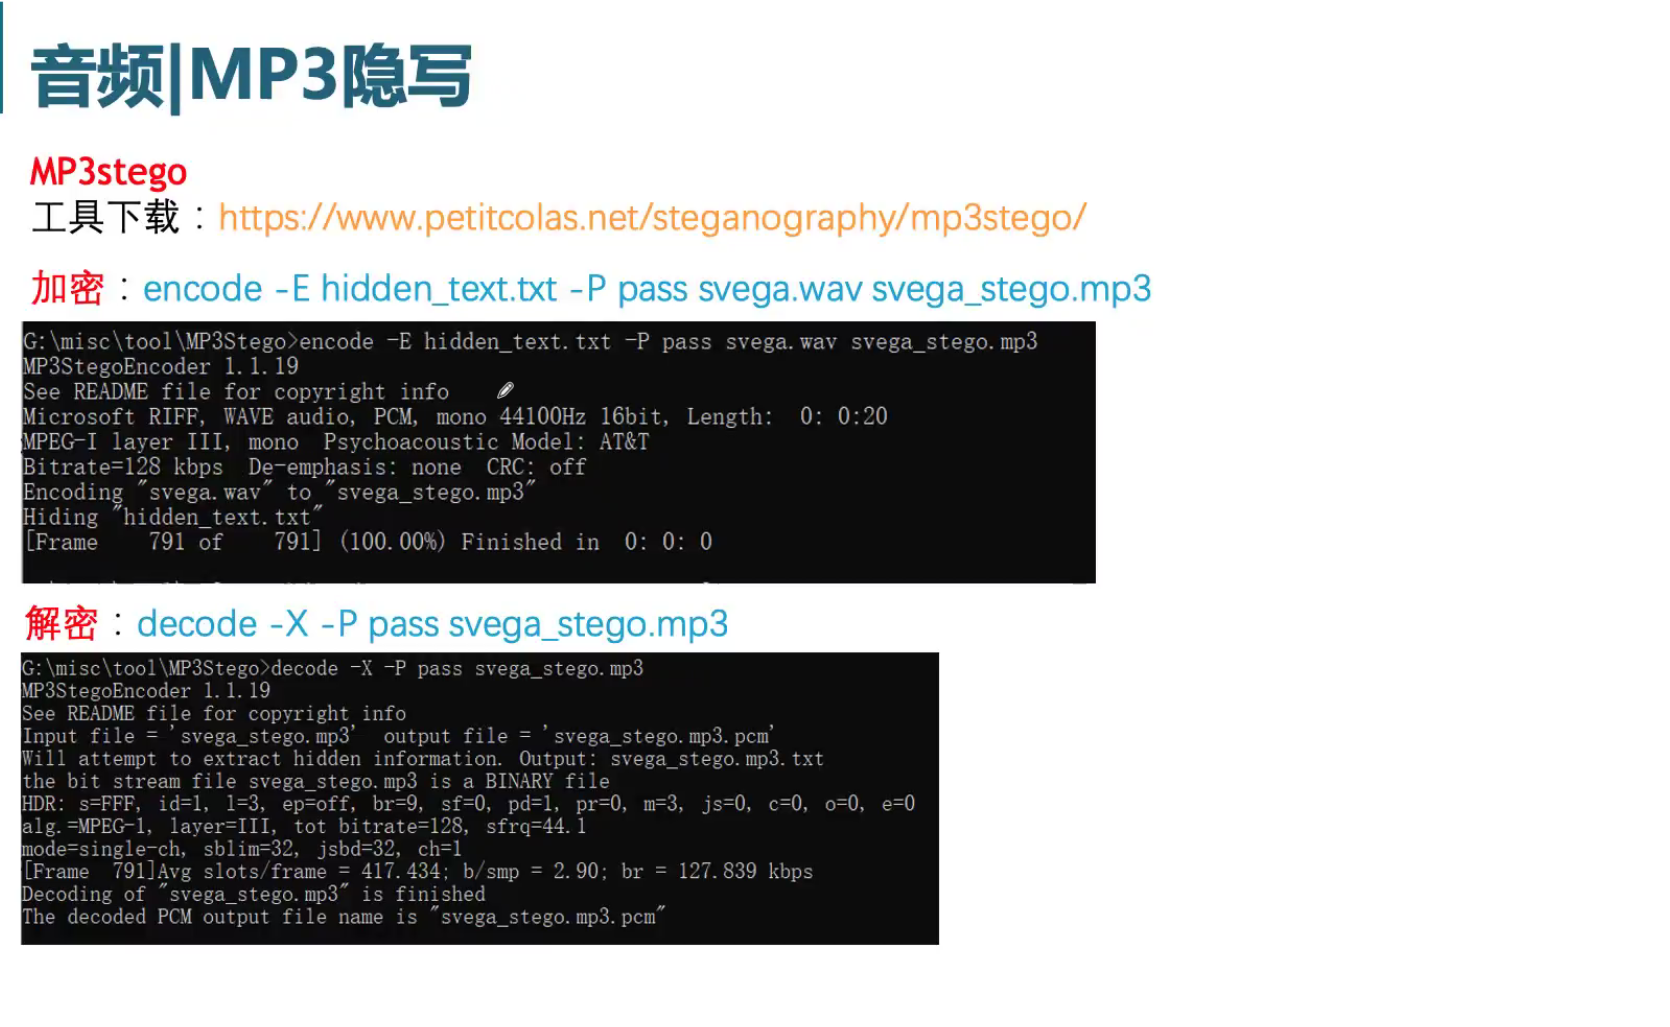 音频|MP3隐写
MP3stego
工具下载：https://www.petitcolas.net/steganography/mp3stego/
加密：encode -E hidden_text.txt -P pass svega.wav svega_stego.mp3
G:\misc\tool\MP3Stego>encode -E hidden_text.txt -P pass svega.wav svega_stego.mp3
MP3StegoEncoder 1.1.19
See README file for copyright info
Microsoft RIFF, WAVE audio, PCM, mono 44100Hz 16bit, Length:  0: 0:20
MPEG-I layer III, mono  Psychoacoustic Model: AT&T
Bitrate=128 kbps  De-emphasis: none  CRC: off
Encoding "svega.wav" to "svega_stego.mp3"
Hiding "hidden_text.txt"
[Frame    791 of    791] (100.00%) Finished in  0: 0: 0
解密：decode -X -P pass svega_stego.mp3
G:\misc\tool\MP3Stego>decode -X -P pass svega_stego.mp3
MP3StegoEncoder 1.1.19
See README file for copyright info
Input file = 'svega_stego.mp3'  output file = 'svega_stego.mp3.pcm'
Will attempt to extract hidden information. Output: svega_stego.mp3.txt
the bit stream file svega_stego.mp3 is a BINARY file
HDR: s=FFF, id=1, l=3, ep=off, br=9, sf=0, pd=1, pr=0, m=3, js=0, c=0, o=0, e=0
alg.=MPEG-1, layer=III, tot bitrate=128, sfrq=44.1
mode=single-ch, sblim=32, jsbd=32, ch=1
[Frame  791]Avg slots/frame = 417.434; b/smp = 2.90; br = 127.839 kbps
Decoding of "svega_stego.mp3" is finished
The decoded PCM output file name is "svega_stego.mp3.pcm"